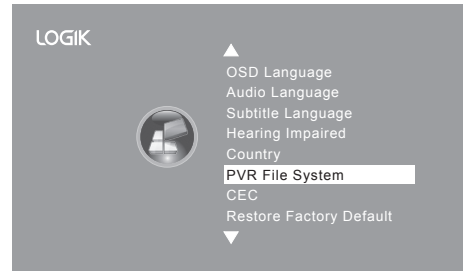 LOGIK
OSD Language
Audio Language
Subtitle Language
Hearing Impaired
Country
PVR File System
CEC
Restore Factory Default